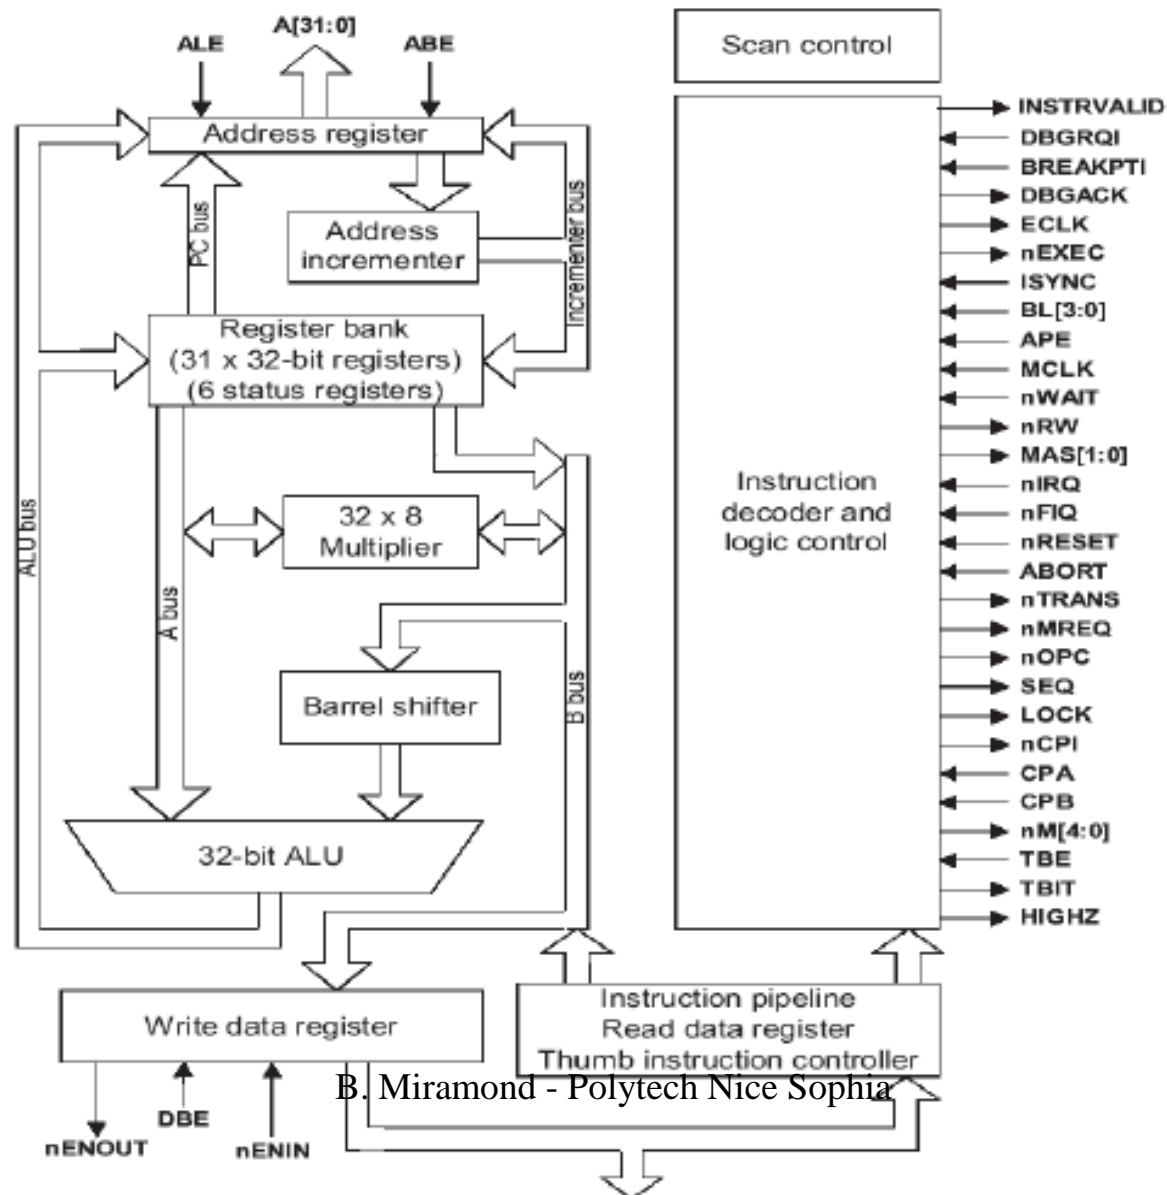 A[31:0]
ALE
ABE
Scan control
Address register
Address
incrementer
PC bus
Incrementer bus
Register bank
(31 x 32-bit registers)
(6 status registers)
32 x 8
Multiplier
ALU bus
A bus
B bus
Barrel shifter
32-bit ALU
Write data register
Instruction pipeline
Read data register
Thumb instruction controller
B. Miramond - Polytech Nice Sophia
nENOUT
DBE
nENIN
Instruction
decoder and
logic control
INSTRVALID
DBGRQI
BREAKPTI
DBGACK
ECLK
nEXEC
ISYNC
BL[3:0]
APE
MCLK
nWAIT
nRW
MAS[1:0]
nIRQ
nFIQ
nRESET
ABORT
nTRANS
nMREQ
nOPC
SEQ
LOCK
nCPI
CPA
CPB
nM[4:0]
TBE
TBIT
HIGHZ